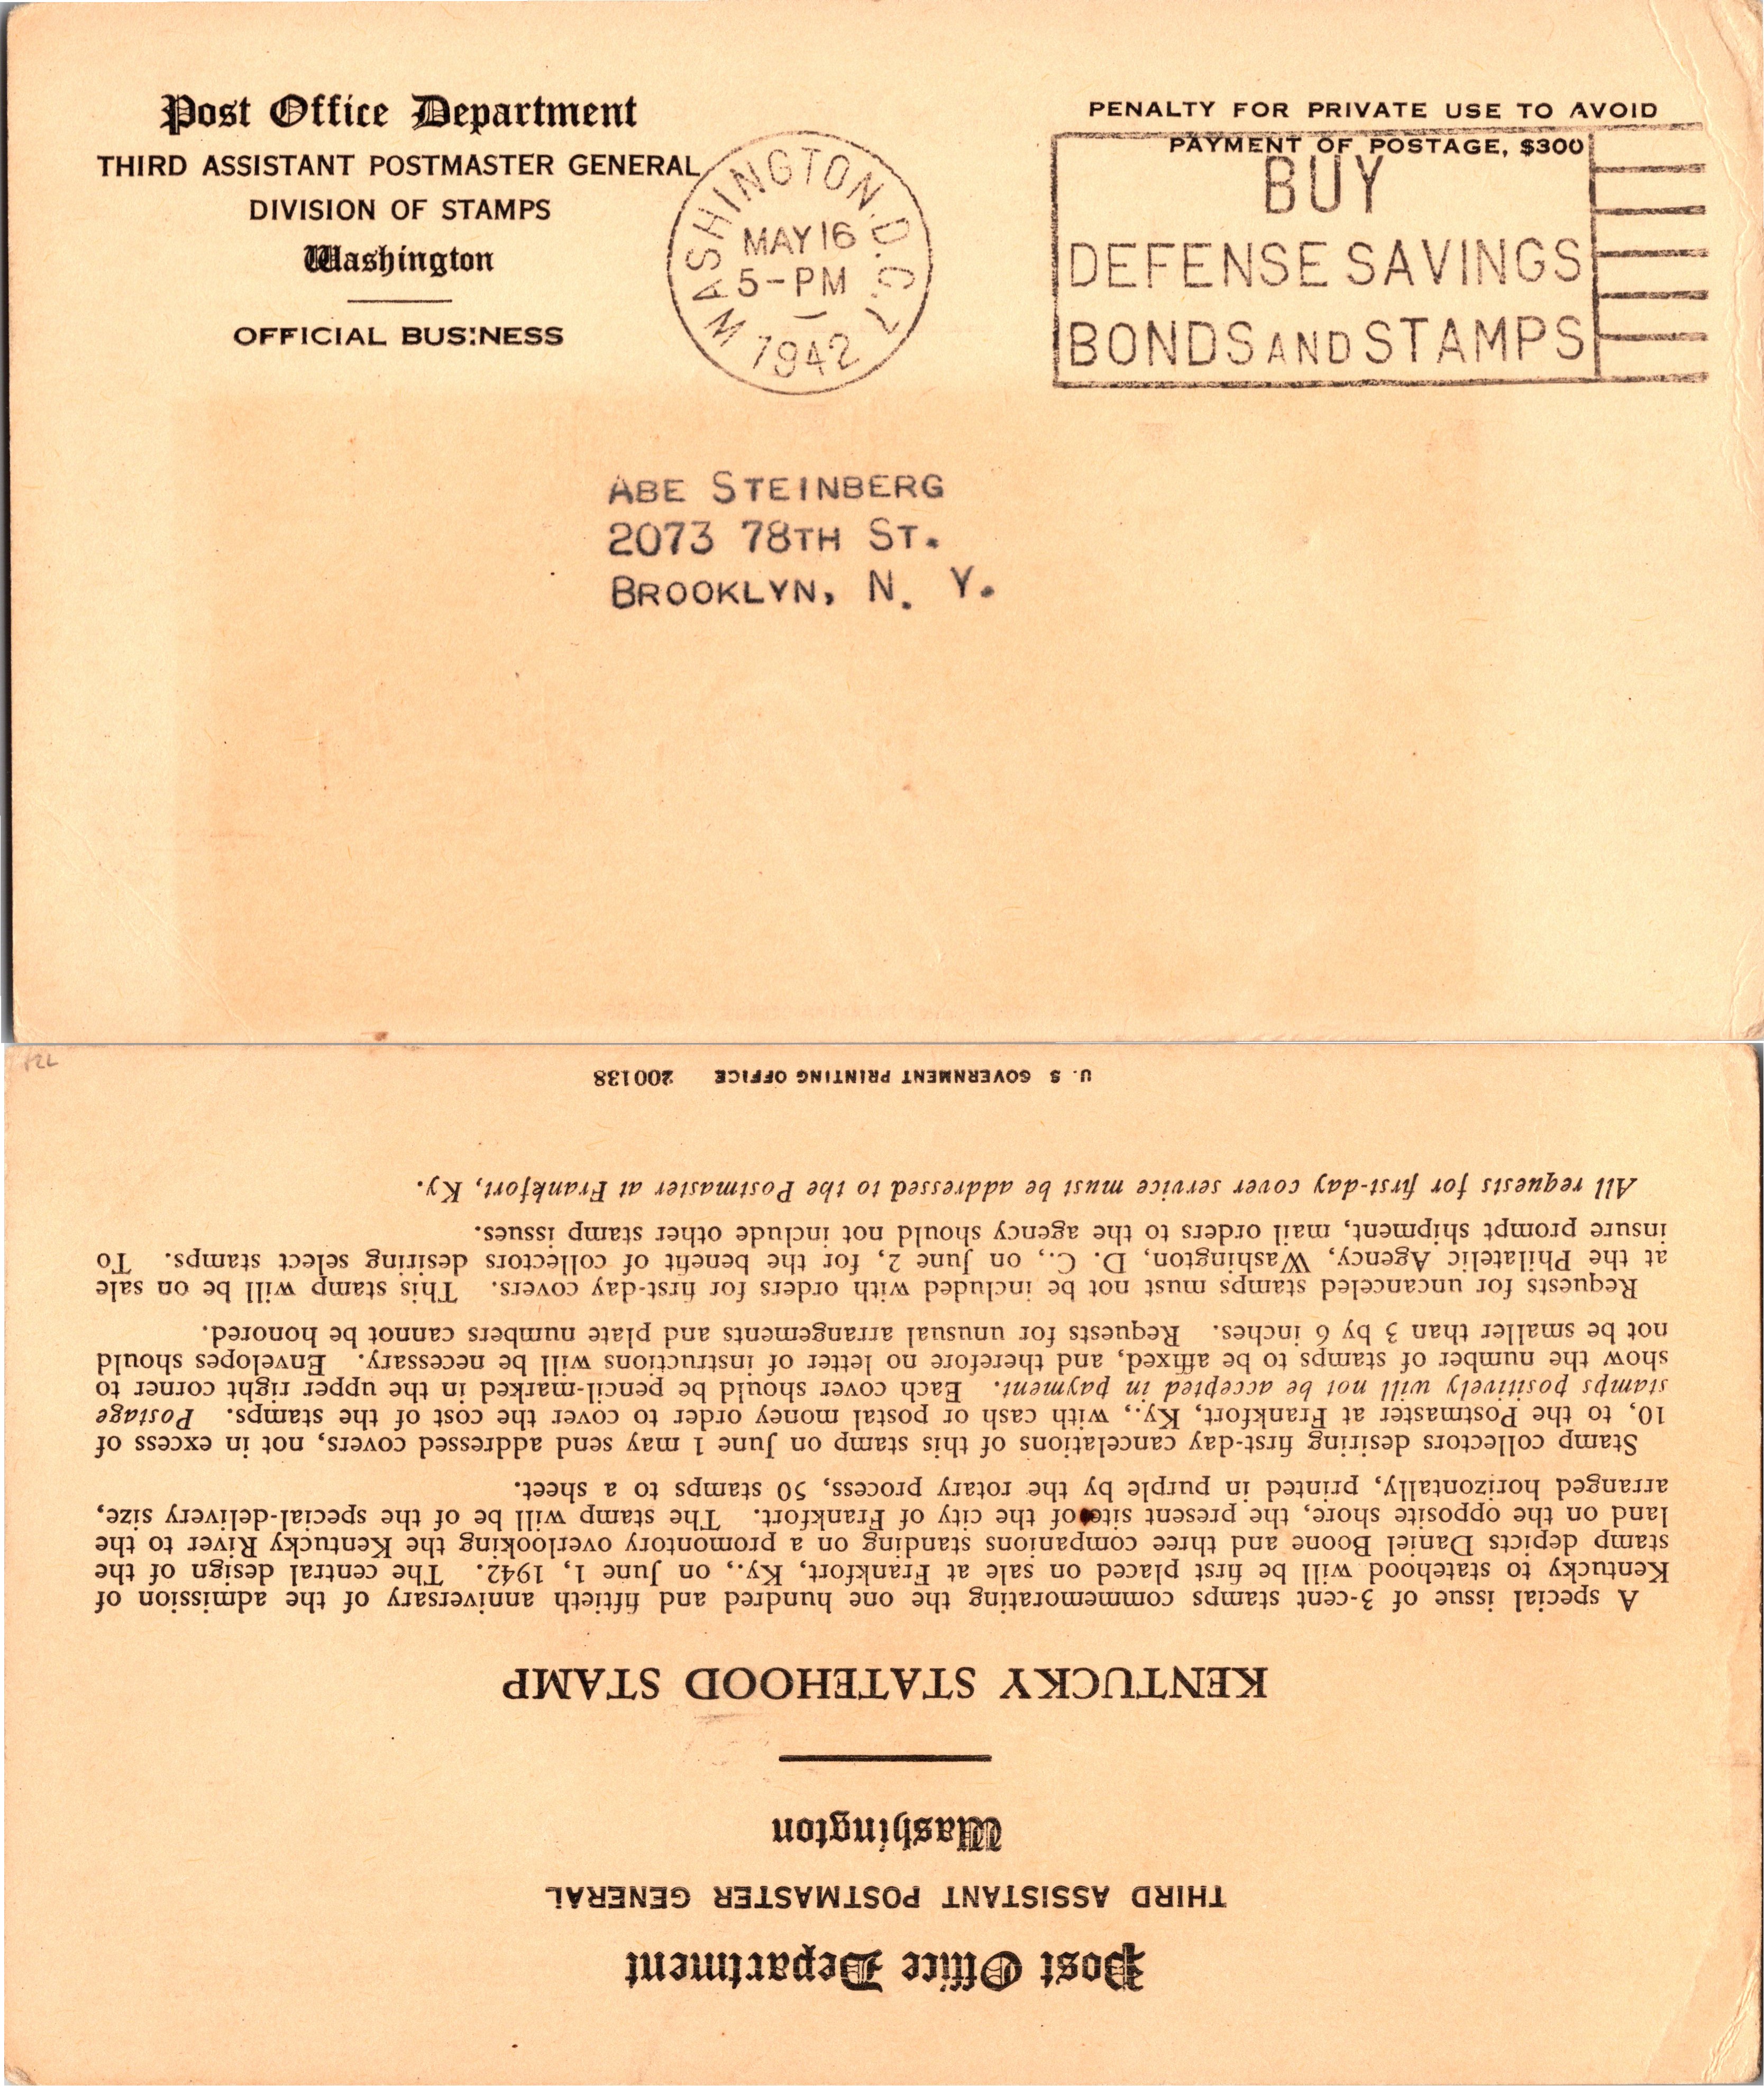 Post Office Department
THIRD ASSISTANT POSTMASTER GENERAL
DIVISION OF STAMPS
Washington
OFFICIAL BUSINESS
WASHINGTON, D.C. 7
MAY 16
5-PM
1942
PENALTY FOR PRIVATE USE TO AVOID
PAYMENT OF POSTAGE, $300
BUY
DEFENSE SAVINGS
BONDS AND STAMPS
ABE STEINBERG
2073 78TH ST.
BROOKLYN, N. Y.
Post Office Department
THIRD ASSISTANT POSTMASTER GENERAL
Washington
KENTUCKY STATEHOOD STAMP
A special issue of 3-cent stamps commemorating the one hundred and fiftieth anniversary of the admission of
Kentucky to statehood will be first placed on sale at Frankfort, Ky., on June 1, 1942. The central design of the
stamp depicts Daniel Boone and three companions standing on a promontory overlooking the Kentucky River to the
land on the opposite shore, the present site of the city of Frankfort. The stamp will be of the special-delivery size,
arranged horizontally, printed in purple by the rotary process, 50 stamps to a sheet.
Stamp collectors desiring first-day cancelations of this stamp on June 1 may send addressed covers, not in excess of
10, to the Postmaster at Frankfort, Ky., with cash or postal money order to cover the cost of the stamps. Postage
stamps positively will not be accepted in payment. Each cover should be pencil-marked in the upper right corner to
show the number of stamps to be affixed, and therefore no letter of instructions will be necessary. Envelopes should
not be smaller than 3 by 6 inches. Requests for unusual arrangements and plate numbers cannot be honored.
Requests for uncanceled stamps must not be included with orders for first-day covers. This stamp will be on sale
at the Philatelic Agency, Washington, D. C., on June 2, for the benefit of collectors desiring select stamps. To
insure prompt shipment, mail orders to the agency should not include other stamp issues.
All requests for first-day cover service must be addressed to the Postmaster at Frankfort, Ky.
U. S GOVERNMENT PRINTING OFFICE 200138